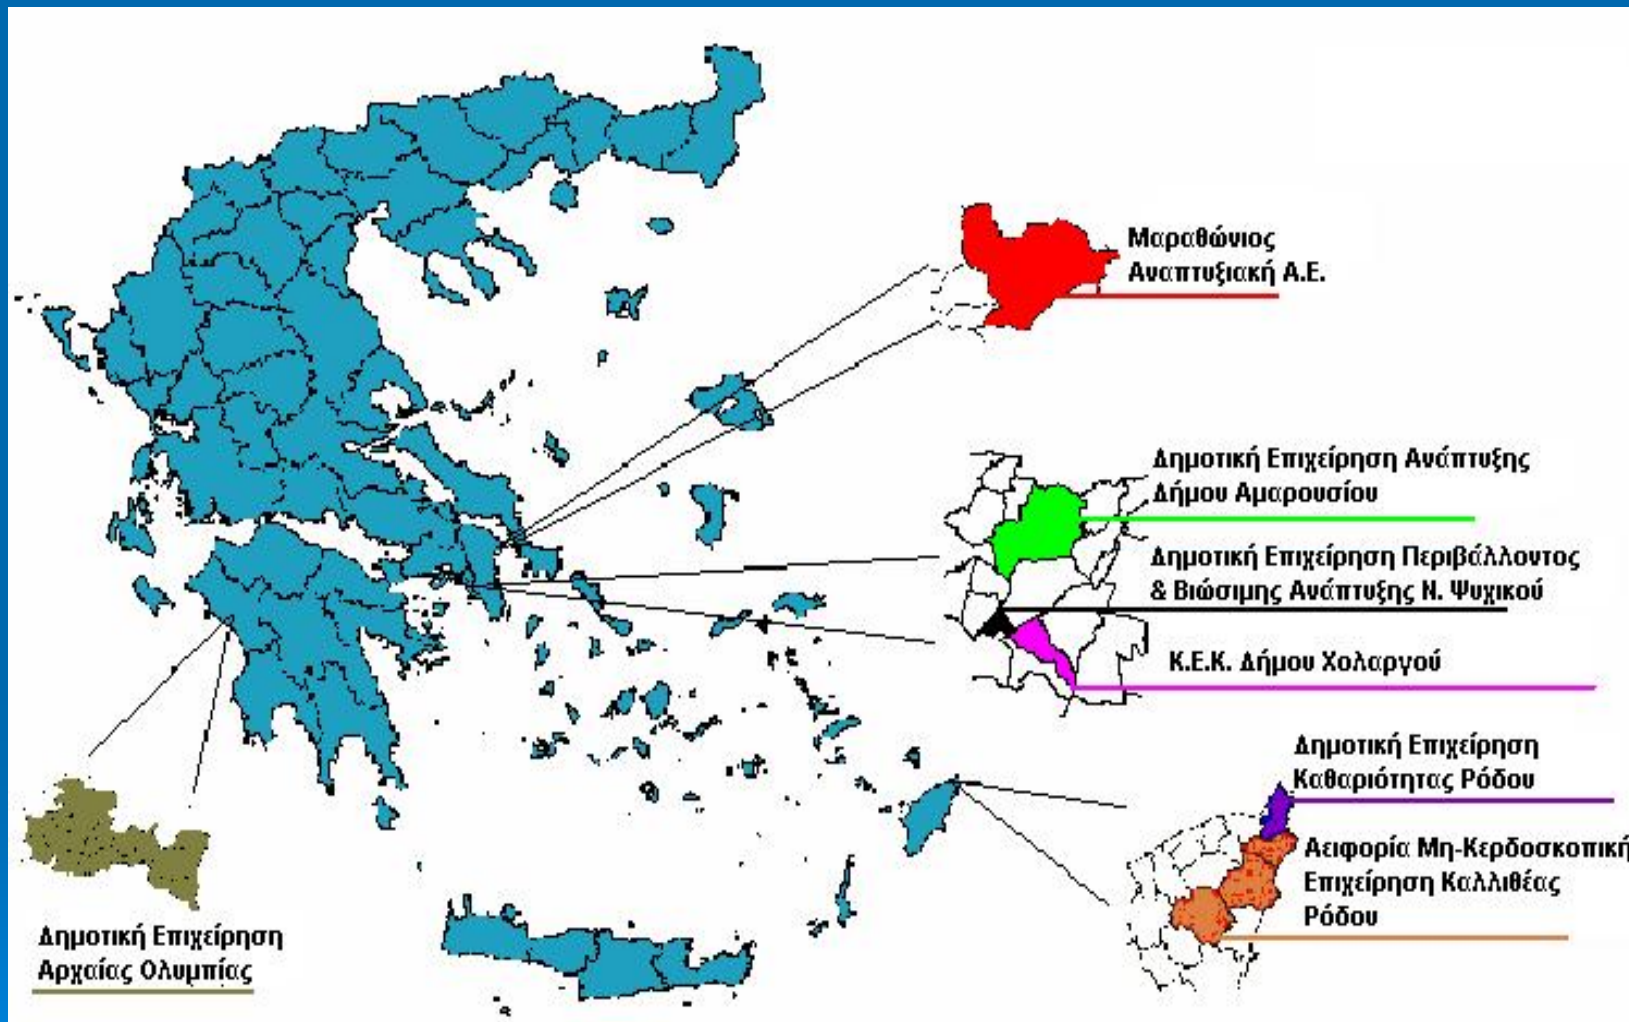 Μαραθώνιος
Αναπτυξιακή Α.Ε.
Δημοτική Επιχείρηση Ανάπτυξης
Δήμου Αμαρουσίου
Δημοτική Επιχείρηση Περιβάλλοντος
& Βιώσιμης Ανάπτυξης Ν. Ψυχικού
Κ.Ε.Κ. Δήμου Χολαργού
Δημοτική Επιχείρηση
Καθαριότητας Ρόδου
Αειφορία Μη-Κερδοσκοπική
Επιχείρηση Καλλιθέας
Ρόδου
Δημοτική Επιχείρηση
Αρχαίας Ολυμπίας